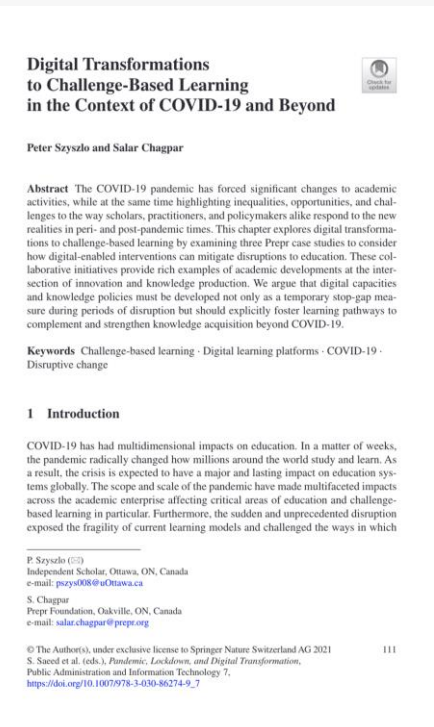 Digital Transformations
to Challenge-Based Learning
in the Context of COVID-19 and Beyond
Check for
updates
Peter Szyszlo and Salar Chagpar
Abstract The COVID-19 pandemic has forced significant changes to academic
activities, while at the same time highlighting inequalities, opportunities, and chal-
lenges to the way scholars, practitioners, and policymakers alike respond to the new
realities in peri- and post-pandemic times. This chapter explores digital transforma-
tions to challenge-based learning by examining three Prepr case studies to consider
how digital-enabled interventions can mitigate disruptions to education. These col-
laborative initiatives provide rich examples of academic developments at the inter-
section of innovation and knowledge production. We argue that digital capacities
and knowledge policies must be developed not only as a temporary stop-gap mea-
sure during periods of disruption but should explicitly foster learning pathways to
complement and strengthen knowledge acquisition beyond COVID-19.
Keywords Challenge-based learning · Digital learning platforms · COVID-19 ·
Disruptive change
1 Introduction
COVID-19 has had multidimensional impacts on education. In a matter of weeks,
the pandemic radically changed how millions around the world study and learn. As
a result, the crisis is expected to have a major and lasting impact on education sys-
tems globally. The scope and scale of the pandemic have made multifaceted impacts
across the academic enterprise affecting critical areas of education and challenge-
based learning in particular. Furthermore, the sudden and unprecedented disruption
exposed the fragility of current learning models and challenged the ways in which
P. Szyszlo (✉)
Independent Scholar, Ottawa, ON, Canada
e-mail: pszys008@uOttawa.ca
S. Chagpar
Prepr Foundation, Oakville, ON, Canada
e-mail: salar.chagpar@prepr.org
© The Author(s), under exclusive license to Springer Nature Switzerland AG 2021 111
S. Saeed et al. (eds.), Pandemic, Lockdown, and Digital Transformation,
Public Administration and Information Technology 7,
https://doi.org/10.1007/978-3-030-86274-9_7